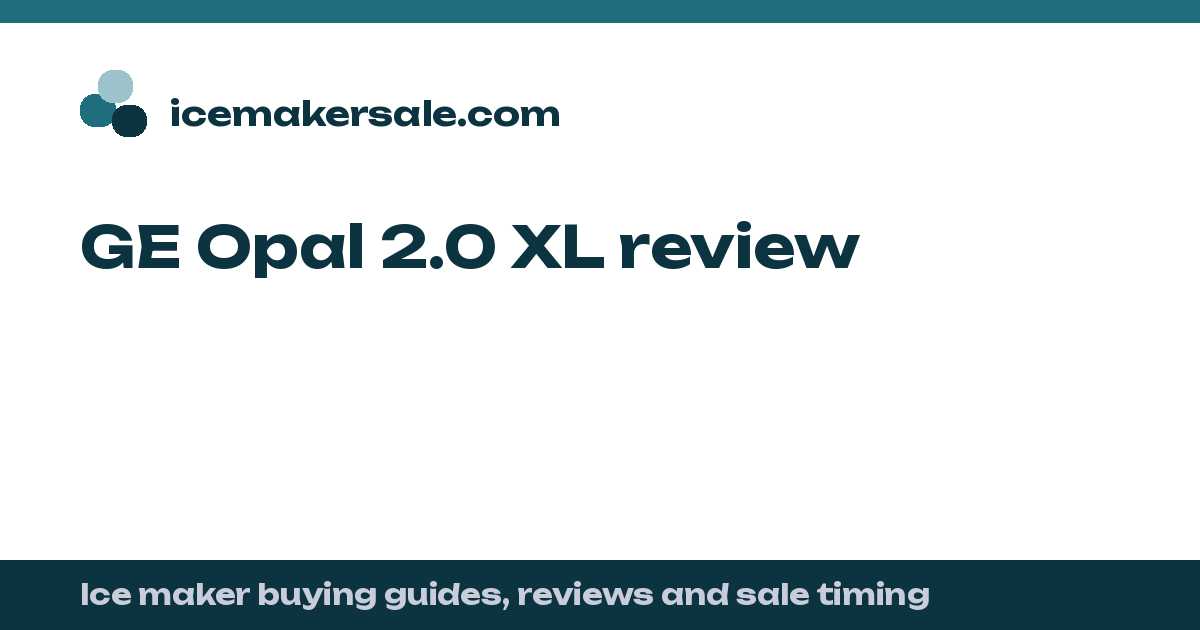 icemakersale.com
GE Opal 2.0 XL review
Ice maker buying guides, reviews and sale timing